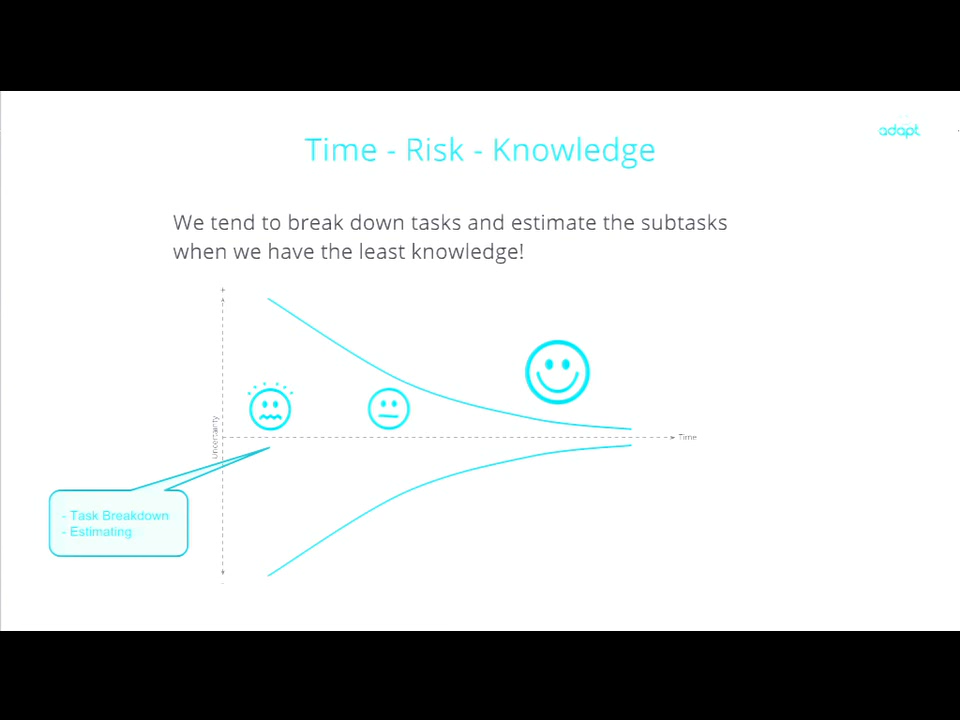 adapt
Time - Risk - Knowledge
We tend to break down tasks and estimate the subtasks
when we have the least knowledge!
+
Uncertainty
Time
- Task Breakdown
- Estimating
-